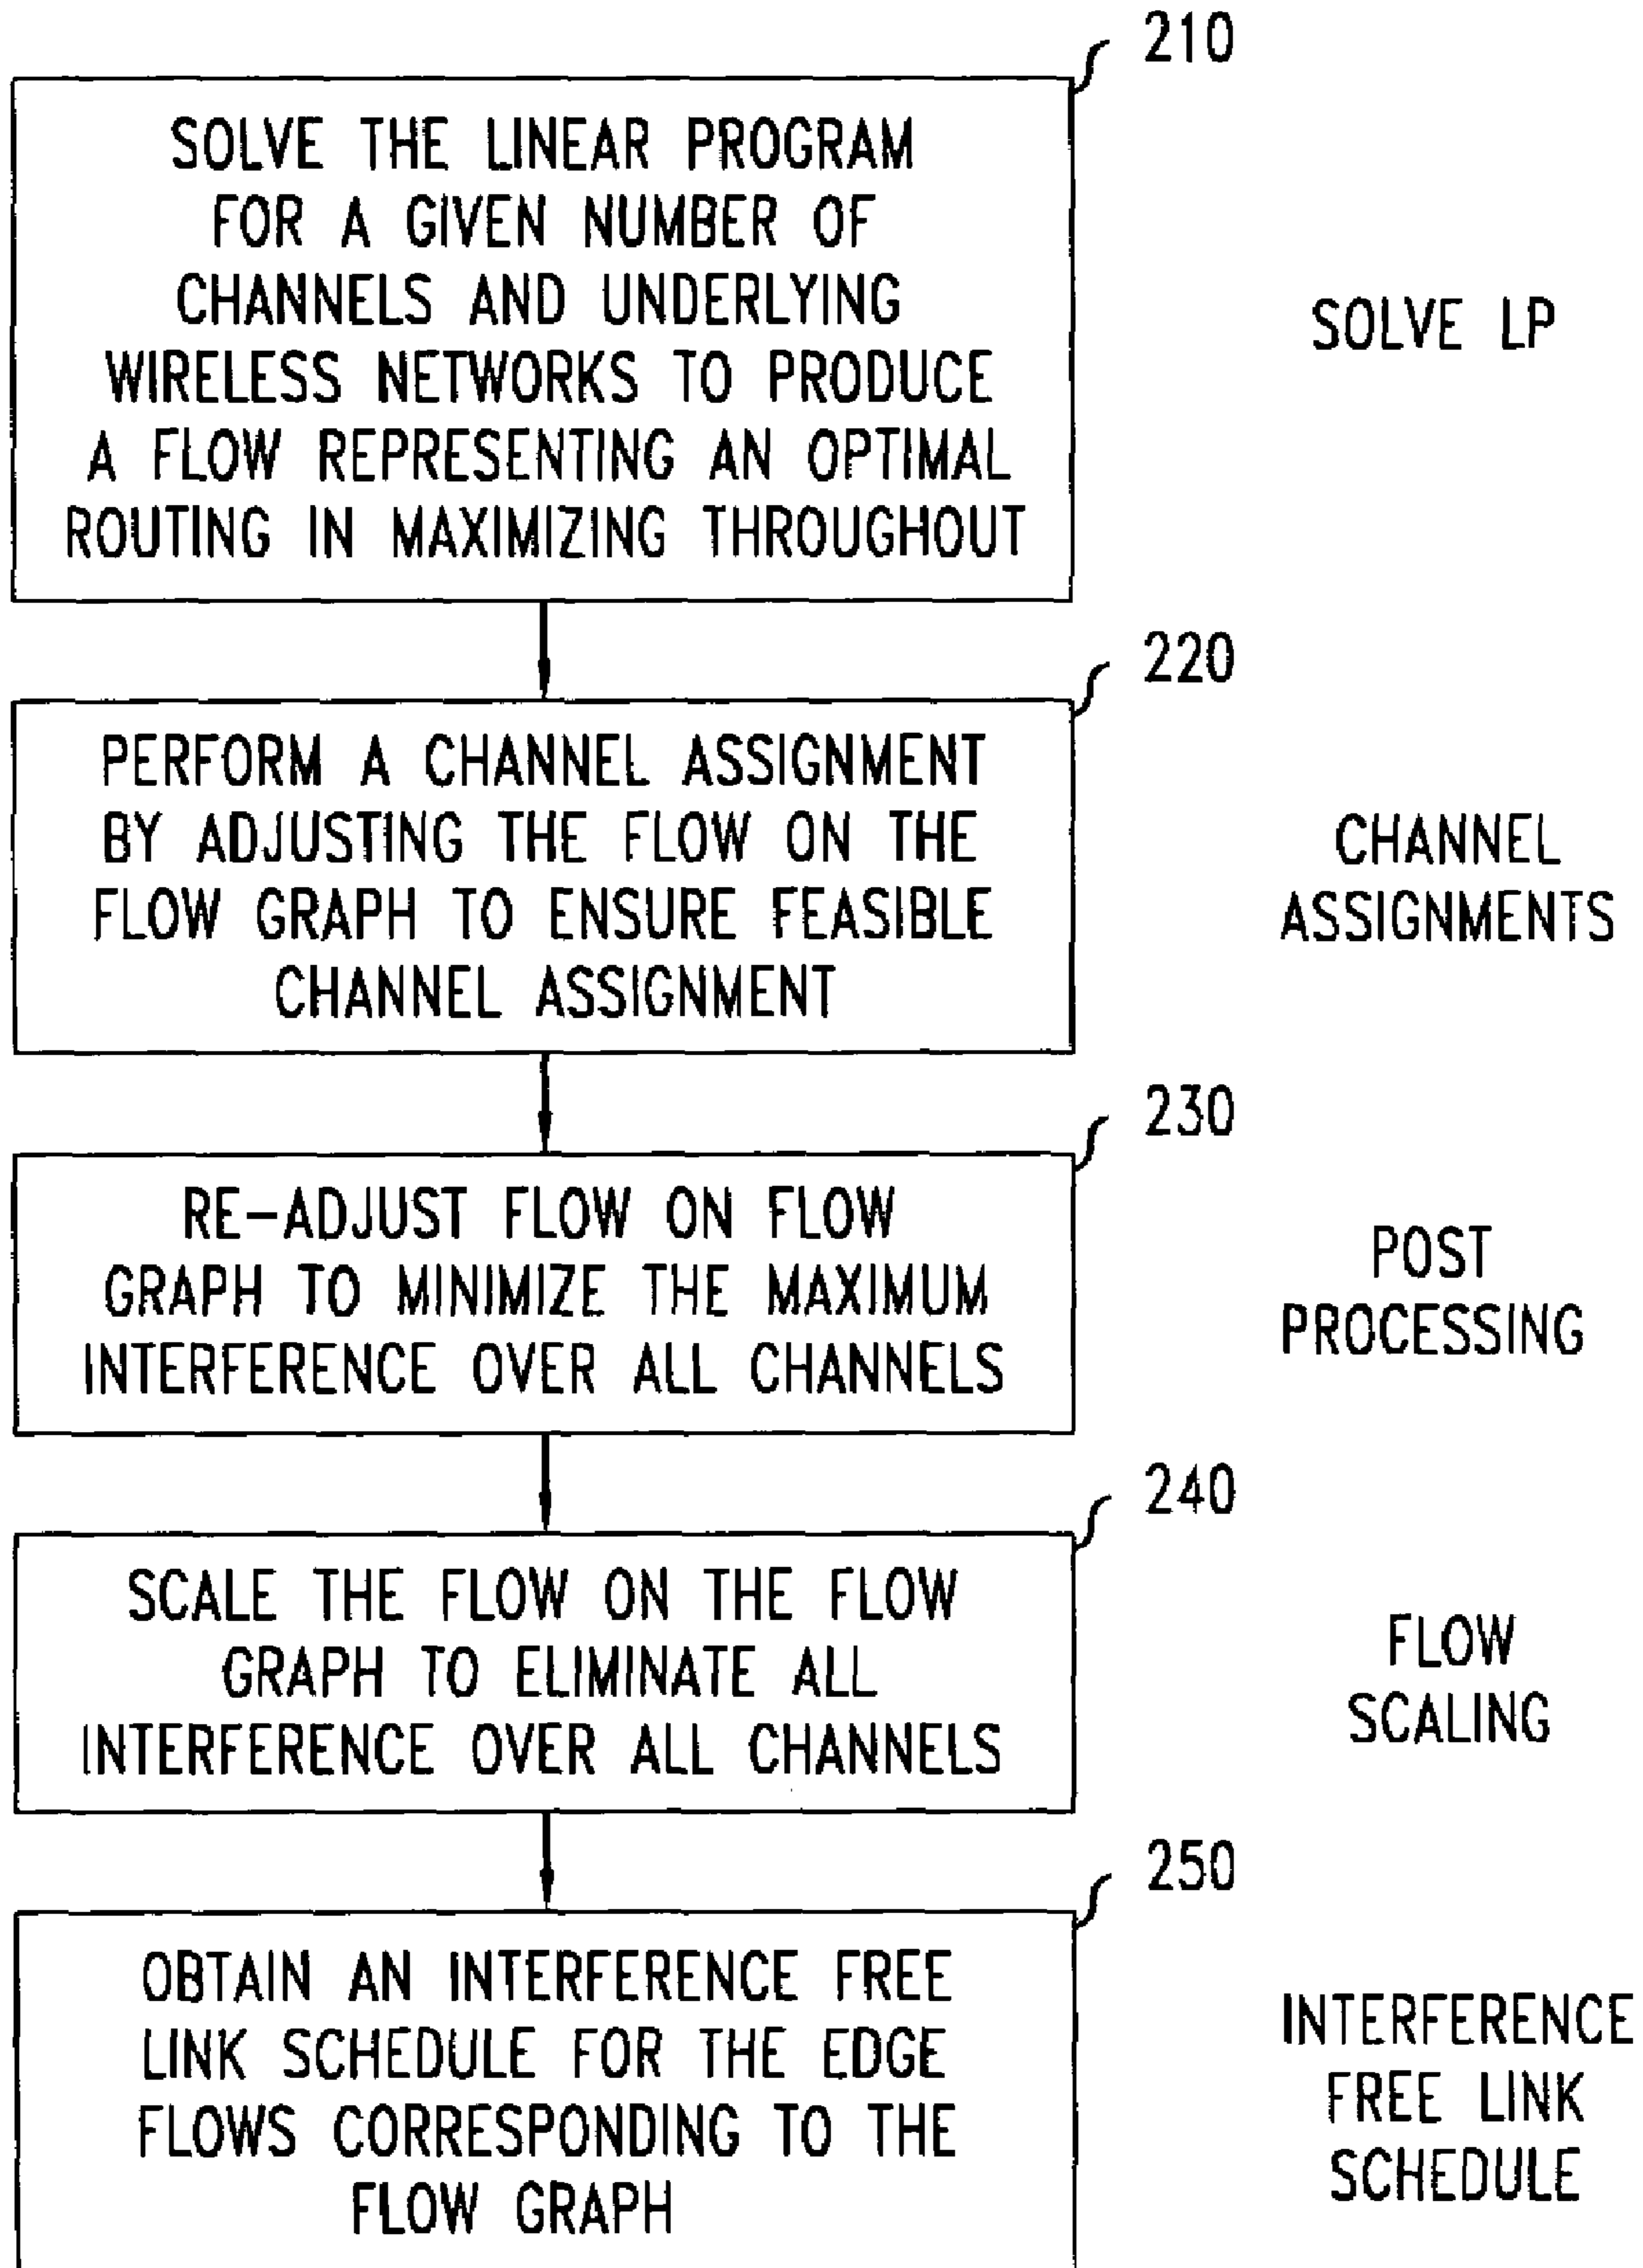 210
SOLVE THE LINEAR PROGRAM
FOR A GIVEN NUMBER OF
CHANNELS AND UNDERLYING
WIRELESS NETWORKS TO PRODUCE
A FLOW REPRESENTING AN OPTIMAL
ROUTING IN MAXIMIZING THROUGHOUT
SOLVE LP
220
PERFORM A CHANNEL ASSIGNMENT
BY ADJUSTING THE FLOW ON THE
FLOW GRAPH TO ENSURE FEASIBLE
CHANNEL ASSIGNMENT
CHANNEL
ASSIGNMENTS
230
RE-ADJUST FLOW ON FLOW
GRAPH TO MINIMIZE THE MAXIMUM
INTERFERENCE OVER ALL CHANNELS
POST
PROCESSING
240
SCALE THE FLOW ON THE FLOW
GRAPH TO ELIMINATE ALL
INTERFERENCE OVER ALL CHANNELS
FLOW
SCALING
250
OBTAIN AN INTERFERENCE FREE
LINK SCHEDULE FOR THE EDGE
FLOWS CORRESPONDING TO THE
FLOW GRAPH
INTERFERENCE
FREE LINK
SCHEDULE